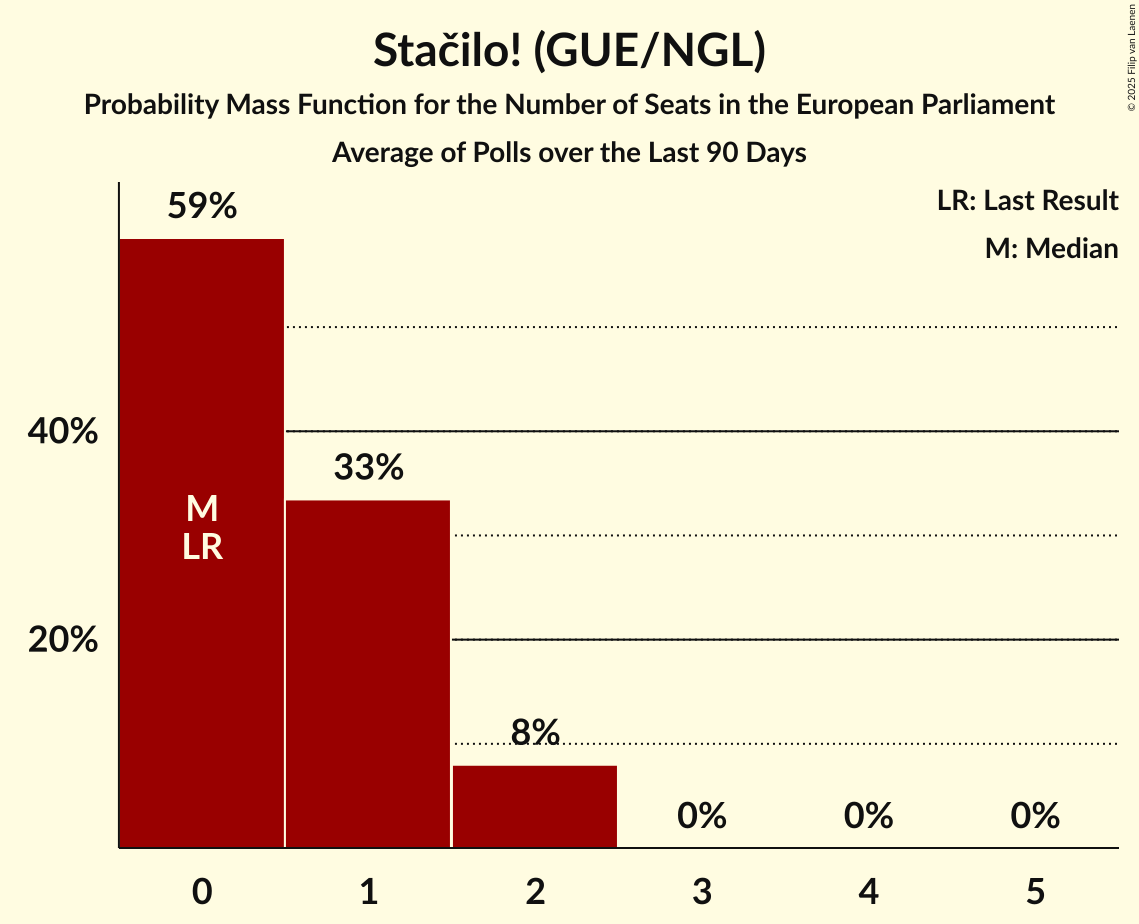 Stačilo! (GUE/NGL)
Probability Mass Function for the Number of Seats in the European Parliament
Average of Polls over the Last 90 Days
© 2025 Filip van Laenen
LR: Last Result
M: Median
59%
40%
33%
M
LR
20%
8%
0%
0%
0%
0
1
2
3
4
5